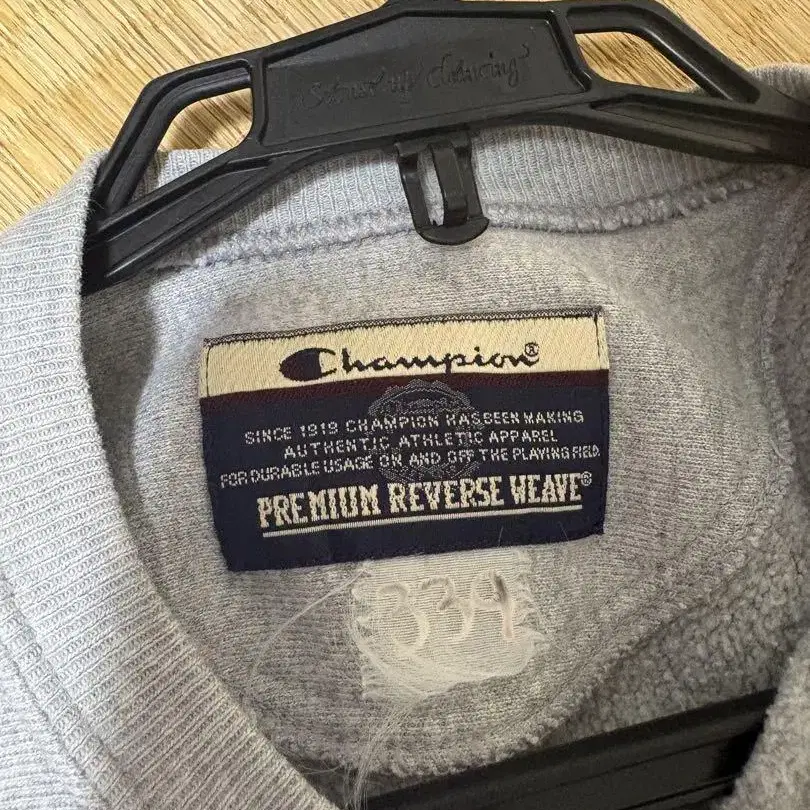 Champion®
SINCE 1919 CHAMPION HAS BEEN MAKING
AUTHENTIC ATHLETIC APPAREL
FOR DURABLE USAGE ON AND OFF THE PLAYING FIELD.
PREMIUM REVERSE WEAVE®
339